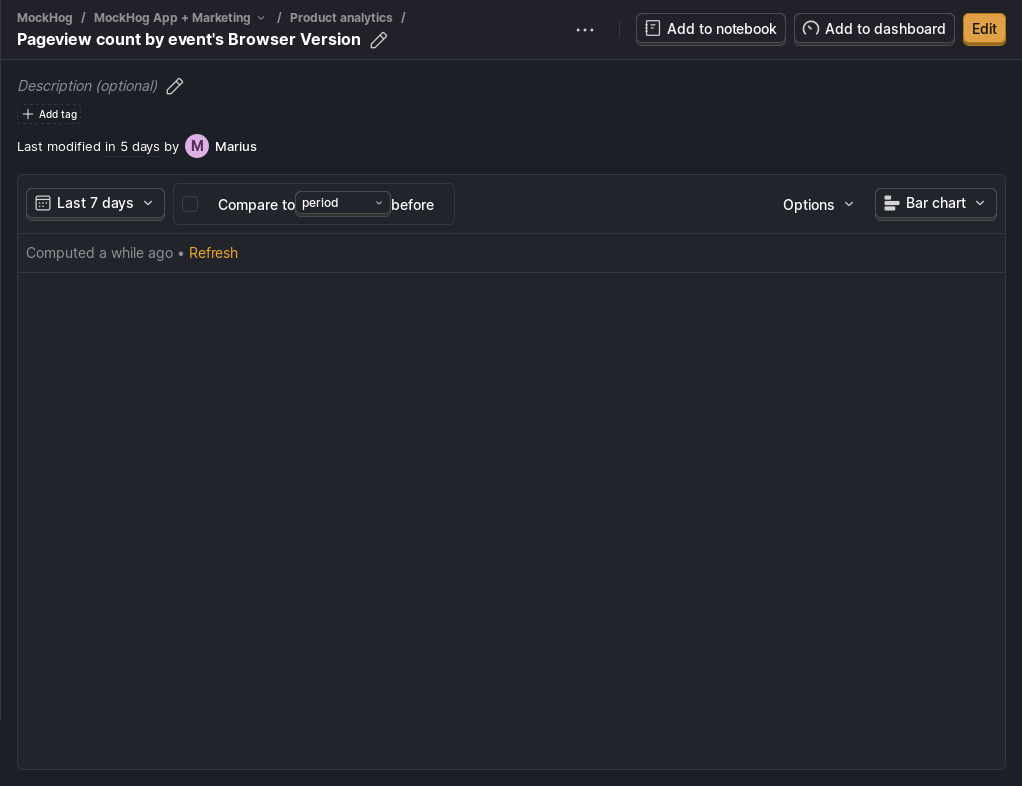 MockHog / MockHog App + Marketing / Product analytics /
Pageview count by event's Browser Version
Add to notebook
Add to dashboard
Edit
Description (optional)
Add tag
Last modified in 5 days by M Marius
Last 7 days
Compare to period before
Options
Bar chart
Computed a while ago • Refresh